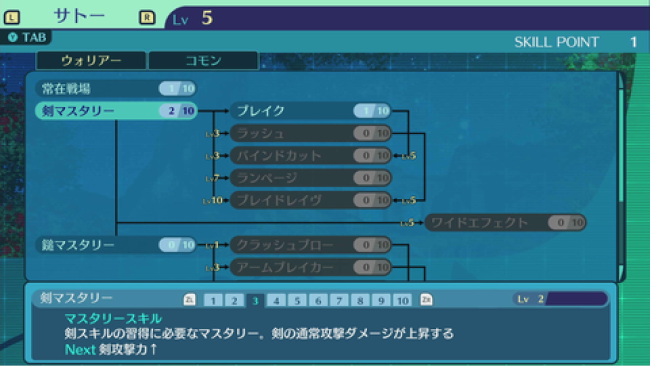 L サトー R Lv 5
Y TAB SKILL POINT 1
ウォリアー コモン
常在戦場 1/10
剣マスタリー 2/10 ブレイク 1/10
Lv3 ラッシュ 0/10
Lv3 バインドカット 0/10 Lv5
Lv7 ランページ 0/10
Lv10 ブレイドレイヴ 0/10 Lv5
Lv5 ワイドエフェクト 0/10
鎚マスタリー 0/10 Lv1 クラッシュブロー 0/10
Lv3 アームブレイカー 0/10
剣マスタリー ZL 1 2 3 4 5 6 7 8 9 10 ZR Lv 2
マスタリースキル
剣スキルの習得に必要なマスタリー。剣の通常攻撃ダメージが上昇する
Next 剣攻撃力↑